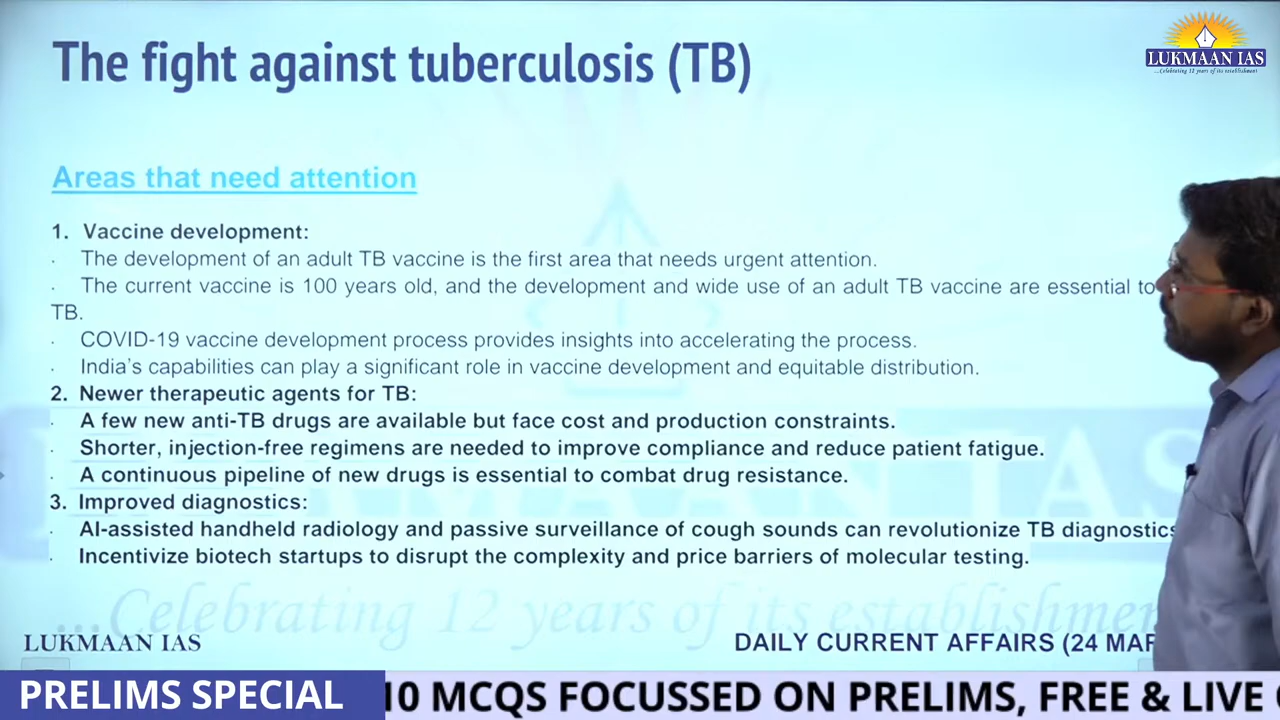 The fight against tuberculosis (TB)
LUKMAAN IAS
...Celebrating 12 years of its establishment
Areas that need attention
1. Vaccine development:
· The development of an adult TB vaccine is the first area that needs urgent attention.
· The current vaccine is 100 years old, and the development and wide use of an adult TB vaccine are essential to
TB.
· COVID-19 vaccine development process provides insights into accelerating the process.
· India's capabilities can play a significant role in vaccine development and equitable distribution.
2. Newer therapeutic agents for TB:
· A few new anti-TB drugs are available but face cost and production constraints.
· Shorter, injection-free regimens are needed to improve compliance and reduce patient fatigue.
· A continuous pipeline of new drugs is essential to combat drug resistance.
3. Improved diagnostics:
· AI-assisted handheld radiology and passive surveillance of cough sounds can revolutionize TB diagnostics
· Incentivize biotech startups to disrupt the complexity and price barriers of molecular testing.
...Celebrating 12 years of its establishmen
LUKMAAN IAS
DAILY CURRENT AFFAIRS (24 MAR
PRELIMS SPECIAL
10 MCQS FOCUSSED ON PRELIMS, FREE & LIVE